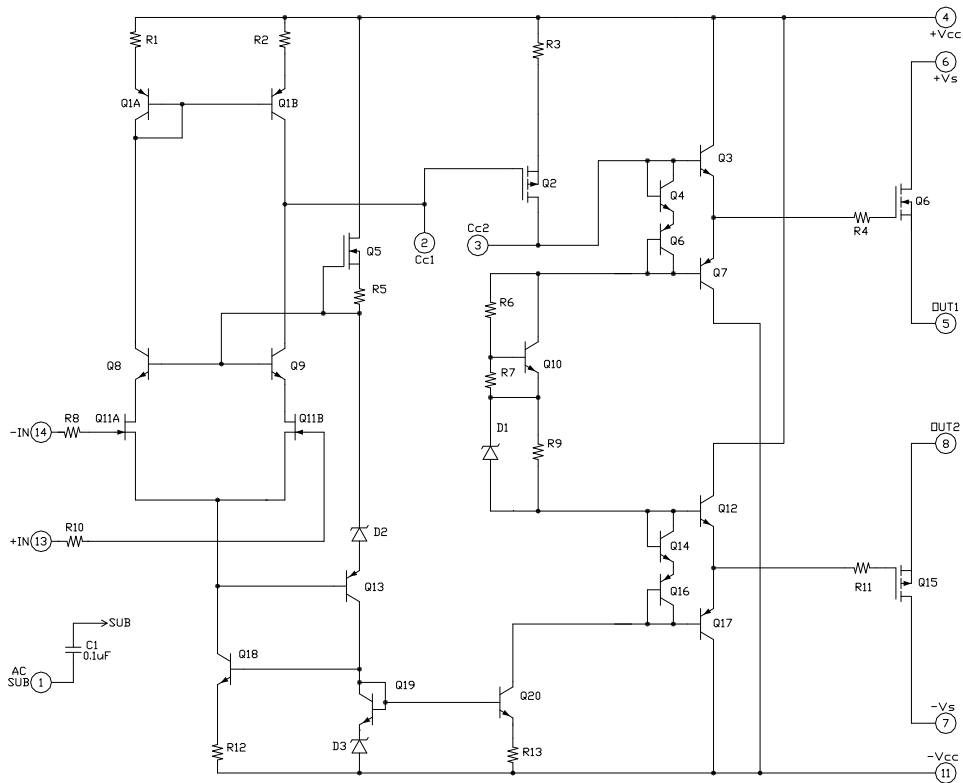 R1
R2
R3
4
+Vcc
6
+Vs
Q1A
Q1B
Q2
Q3
Q4
Q6
R4
Q6
2
Cc1
Cc2
3
Q5
R5
Q7
5
OUT1
R6
R7
Q10
Q8
Q9
Q11A
Q11B
-IN
14
R8
D1
R9
8
OUT2
+IN
13
R10
D2
Q12
Q14
Q13
Q16
R11
Q15
SUB
C1
0.1uF
AC
SUB
1
Q18
Q19
Q17
Q20
-Vs
7
R12
D3
R13
-Vcc
11